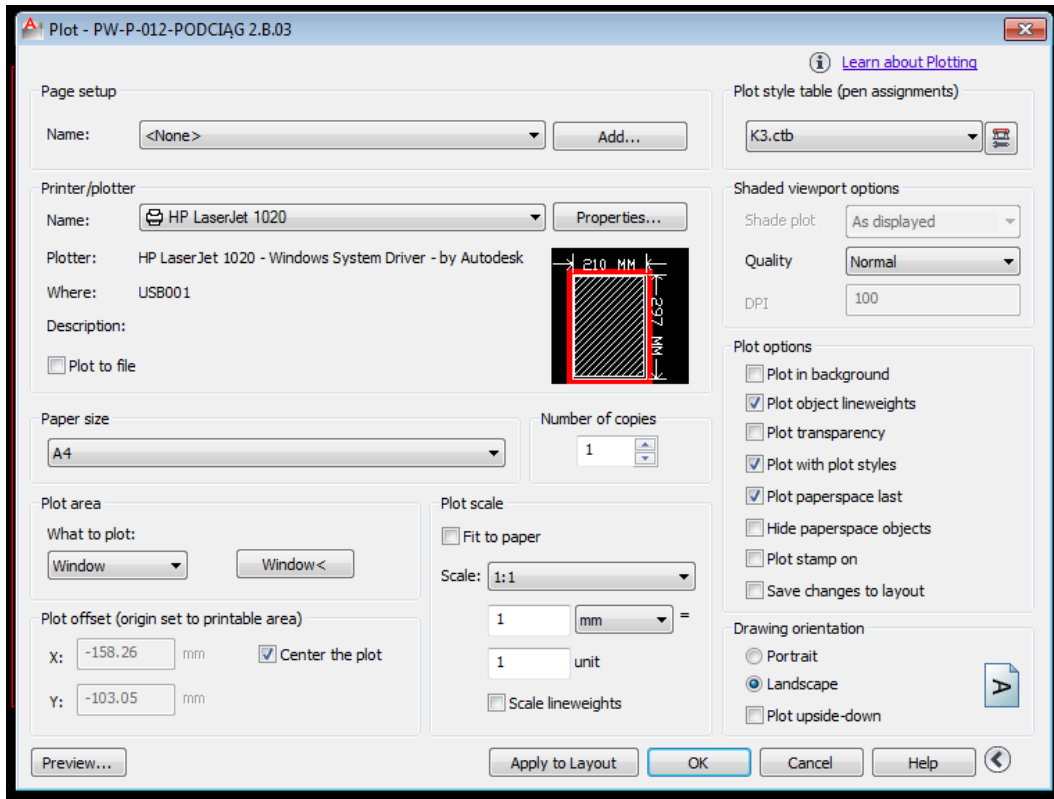 Plot - PW-P-012-PODCIĄG 2.B.03
Learn about Plotting
Page setup
Name: <None> Add...
Plot style table (pen assignments)
K3.ctb
Printer/plotter
Name: HP LaserJet 1020 Properties...
Plotter: HP LaserJet 1020 - Windows System Driver - by Autodesk
Where: USB001
Description:
Plot to file
210 MM
297 MM
Shaded viewport options
Shade plot As displayed
Quality Normal
DPI 100
Paper size
A4
Number of copies
1
Plot options
Plot in background
Plot object lineweights
Plot transparency
Plot with plot styles
Plot paperspace last
Hide paperspace objects
Plot stamp on
Save changes to layout
Plot area
What to plot:
Window Window<
Plot scale
Fit to paper
Scale: 1:1
1 mm =
1 unit
Scale lineweights
Plot offset (origin set to printable area)
X: -158.26 mm Center the plot
Y: -103.05 mm
Drawing orientation
Portrait
Landscape
Plot upside-down
A
Preview... Apply to Layout OK Cancel Help